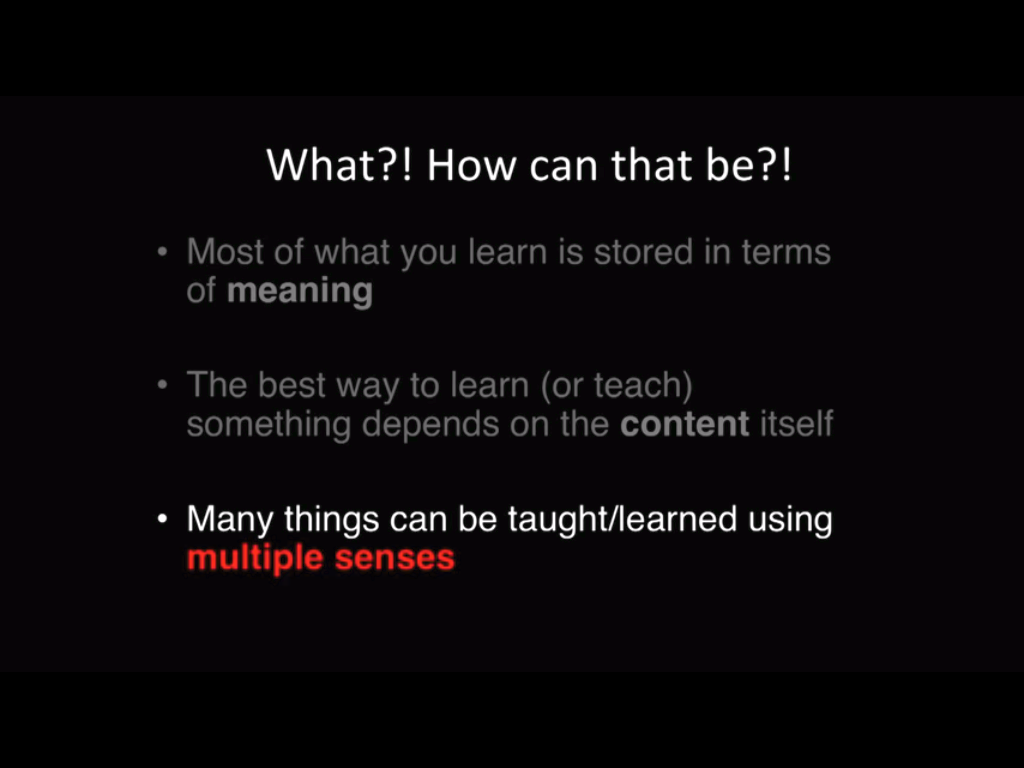 What?! How can that be?!
• Most of what you learn is stored in terms
of meaning
• The best way to learn (or teach)
something depends on the content itself
• Many things can be taught/learned using
multiple senses